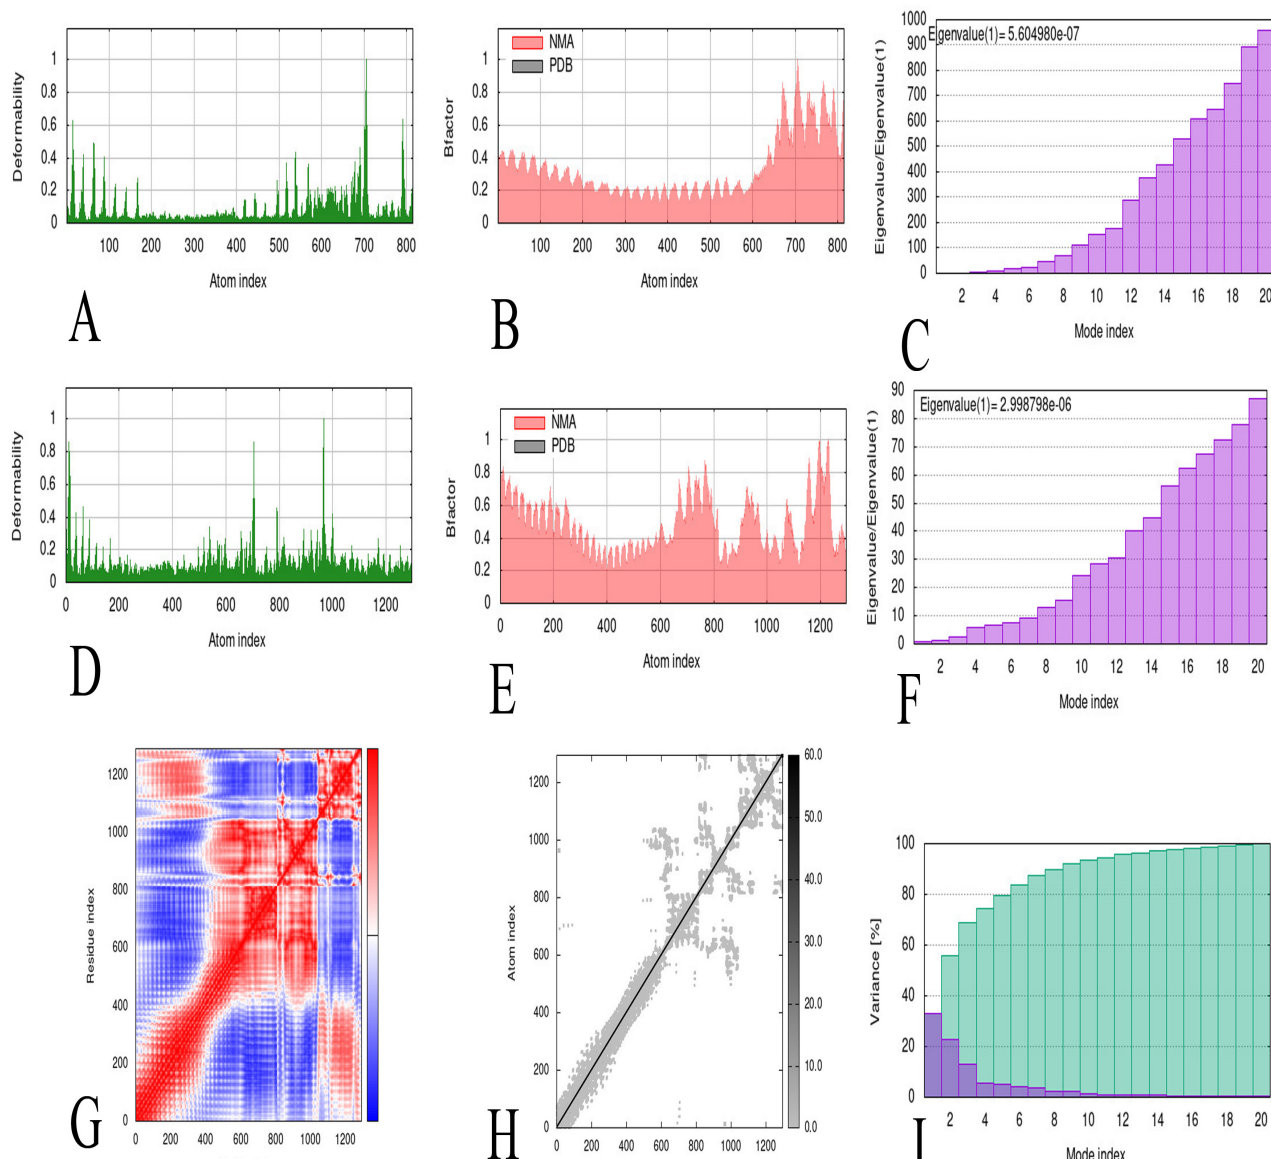 Deformability
1
0.8
0.6
0.4
0.2
0
100 200 300 400 500 600 700 800
Atom index
A
NMA
PDB
Bfactor
1
0.8
0.6
0.4
0.2
0
100 200 300 400 500 600 700 800
Atom index
B
Eigenvalue(1)= 5.604980e-07
Eigenvalue/Eigenvalue(1)
1000
900
800
700
600
500
400
300
200
100
0
2 4 6 8 10 12 14 16 18 20
Mode index
C
Deformability
1
0.8
0.6
0.4
0.2
0
0 200 400 600 800 1000 1200
Atom index
D
NMA
PDB
Bfactor
1
0.8
0.6
0.4
0.2
0
0 200 400 600 800 1000 1200
Atom index
E
Eigenvalue(1)= 2.998798e-06
Eigenvalue/Eigenvalue(1)
90
80
70
60
50
40
30
20
10
0
2 4 6 8 10 12 14 16 18 20
Mode index
F
Residue index
1200
1000
800
600
400
200
0
0 200 400 600 800 1000 1200
G
Atom index
1200
1000
800
600
400
200
0
0 200 400 600 800 1000 1200
60.0
50.0
40.0
30.0
20.0
10.0
0.0
H
Variance [%]
100
80
60
40
20
0
2 4 6 8 10 12 14 16 18 20
Mode index
I